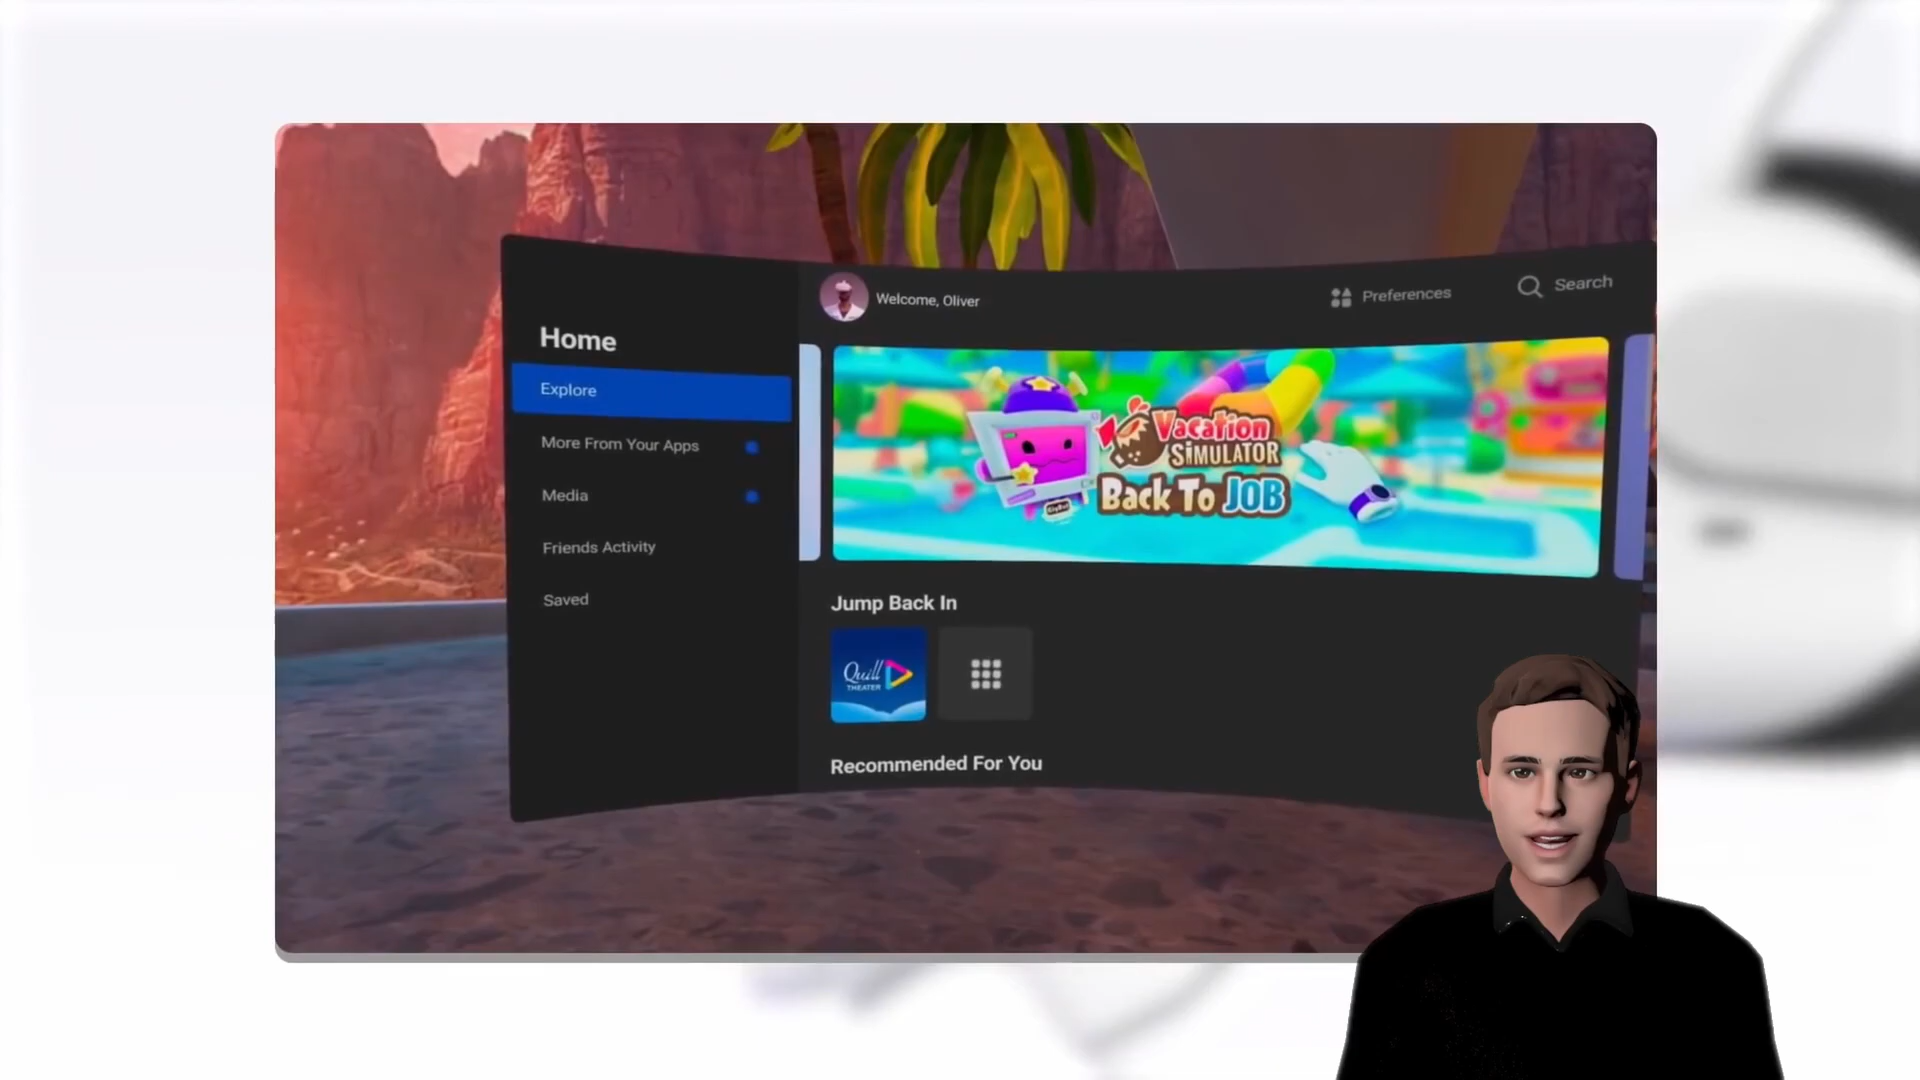 Welcome, Oliver
Preferences
Search
Home
Explore
More From Your Apps
Media
Friends Activity
Saved
Vacation
SIMULATOR
Back To JOB
Jump Back In
Quill
THEATER
Recommended For You